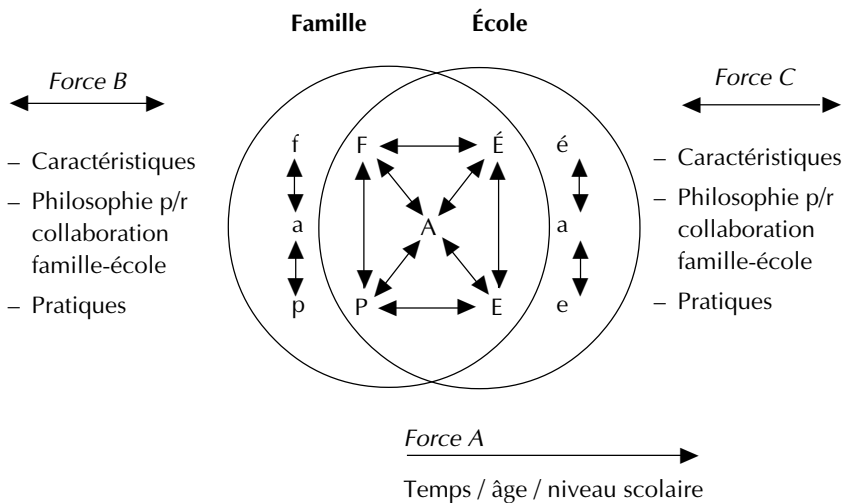 Famille École
Force B
– Caractéristiques
– Philosophie p/r
collaboration
famille-école
– Pratiques
f F É é
a A a
p P E e
Force C
– Caractéristiques
– Philosophie p/r
collaboration
famille-école
– Pratiques
Force A
Temps / âge / niveau scolaire